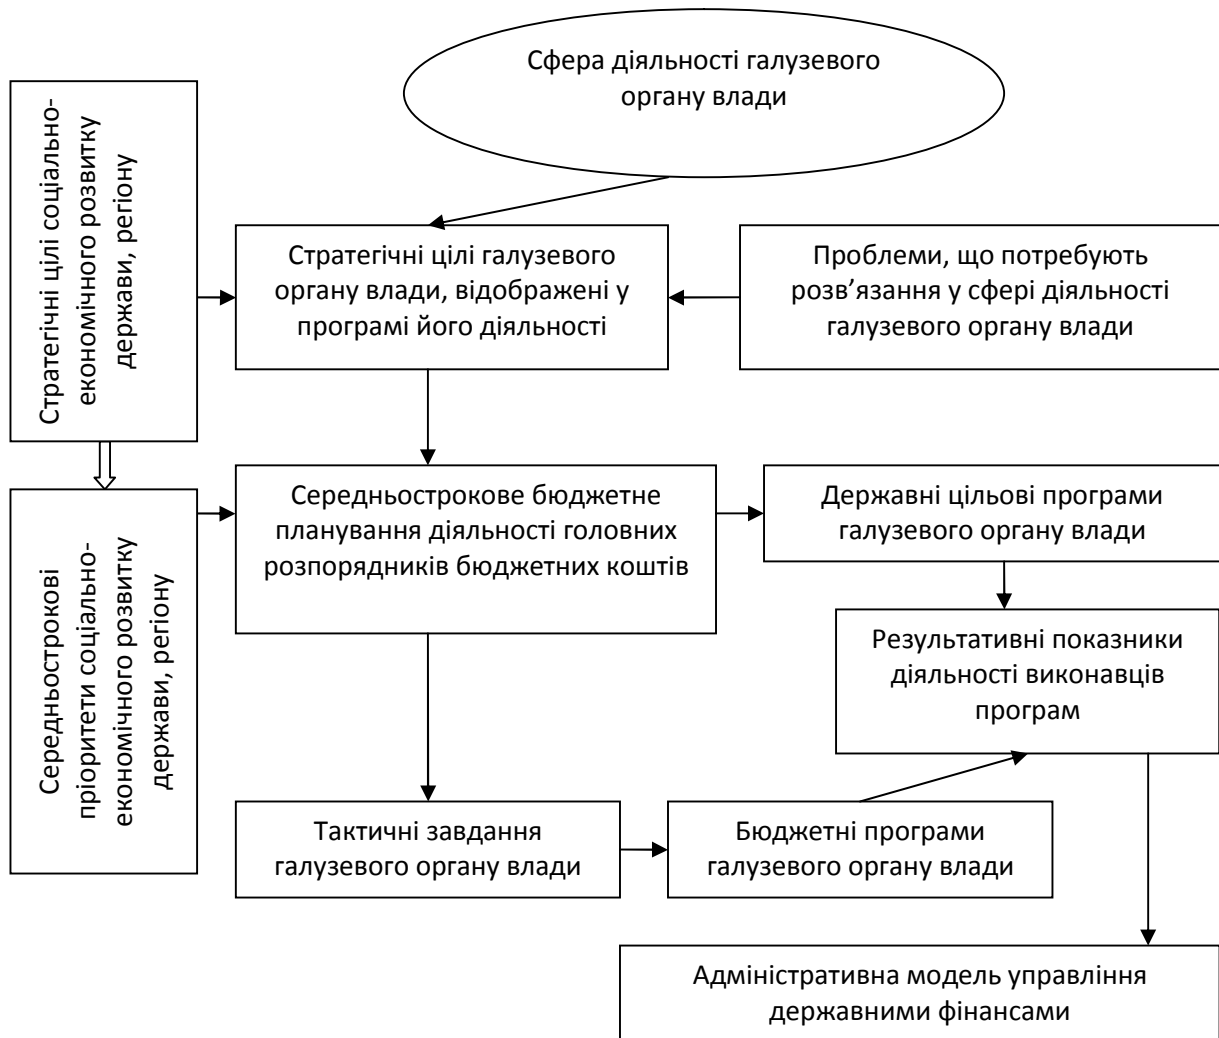 Сфера діяльності галузевого
органу влади
Стратегічні цілі соціально-
економічного розвитку
держави, регіону
Стратегічні цілі галузевого
органу влади, відображені у
програмі його діяльності
Проблеми, що потребують
розв’язання у сфері діяльності
галузевого органу влади
Середньострокові
пріоритети соціально-
економічного розвитку
держави, регіону
Середньострокове бюджетне
планування діяльності головних
розпорядників бюджетних коштів
Державні цільові програми
галузевого органу влади
Результативні показники
діяльності виконавців
програм
Тактичні завдання
галузевого органу влади
Бюджетні програми
галузевого органу влади
Адміністративна модель управління
державними фінансами